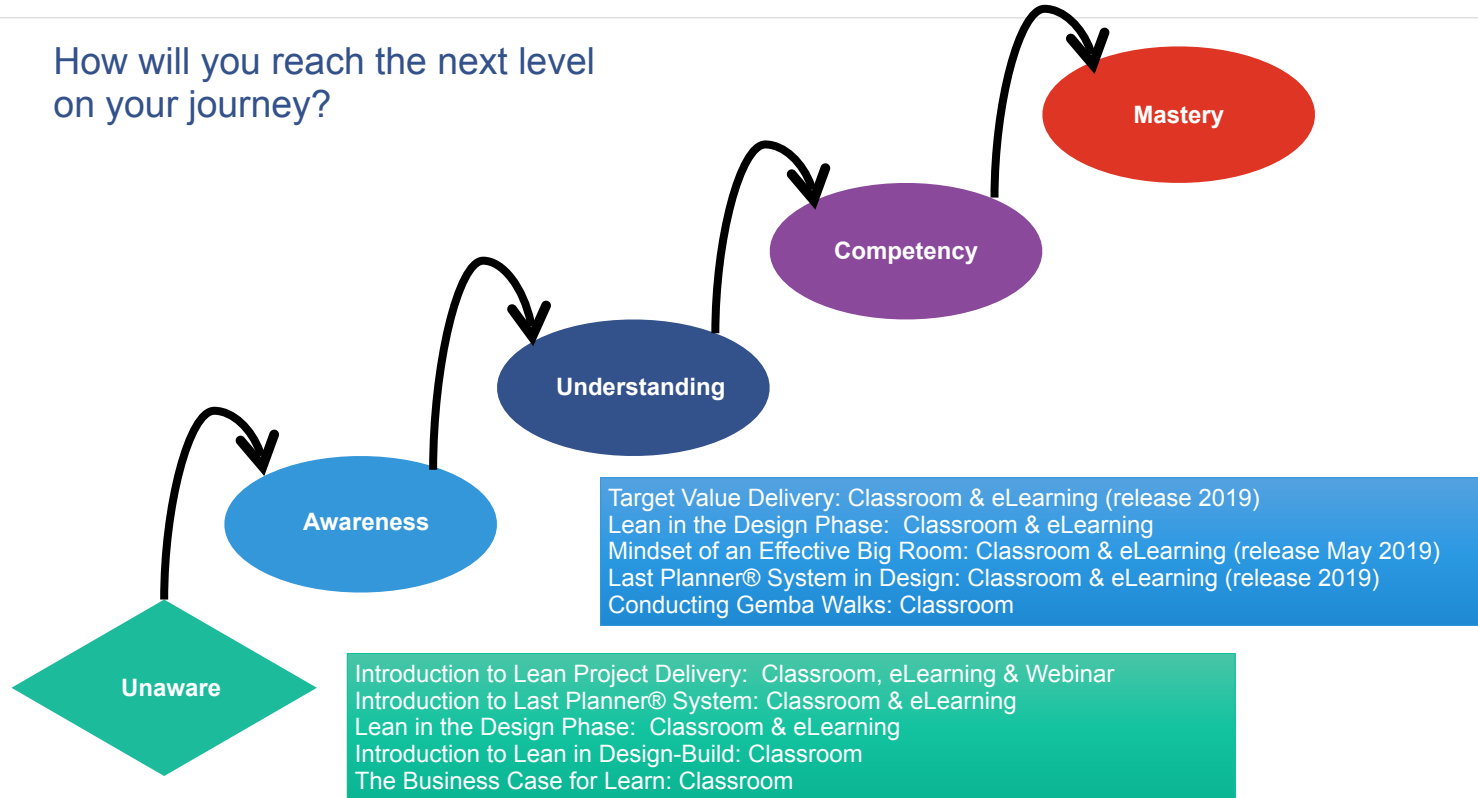 How will you reach the next level
on your journey?
Mastery
Competency
Understanding
Awareness
Target Value Delivery: Classroom & eLearning (release 2019)
Lean in the Design Phase:  Classroom & eLearning
Mindset of an Effective Big Room: Classroom & eLearning (release May 2019)
Last Planner® System in Design: Classroom & eLearning (release 2019)
Conducting Gemba Walks: Classroom
Unaware
Introduction to Lean Project Delivery:  Classroom, eLearning & Webinar
Introduction to Last Planner® System: Classroom & eLearning
Lean in the Design Phase:  Classroom & eLearning
Introduction to Lean in Design-Build: Classroom
The Business Case for Learn: Classroom